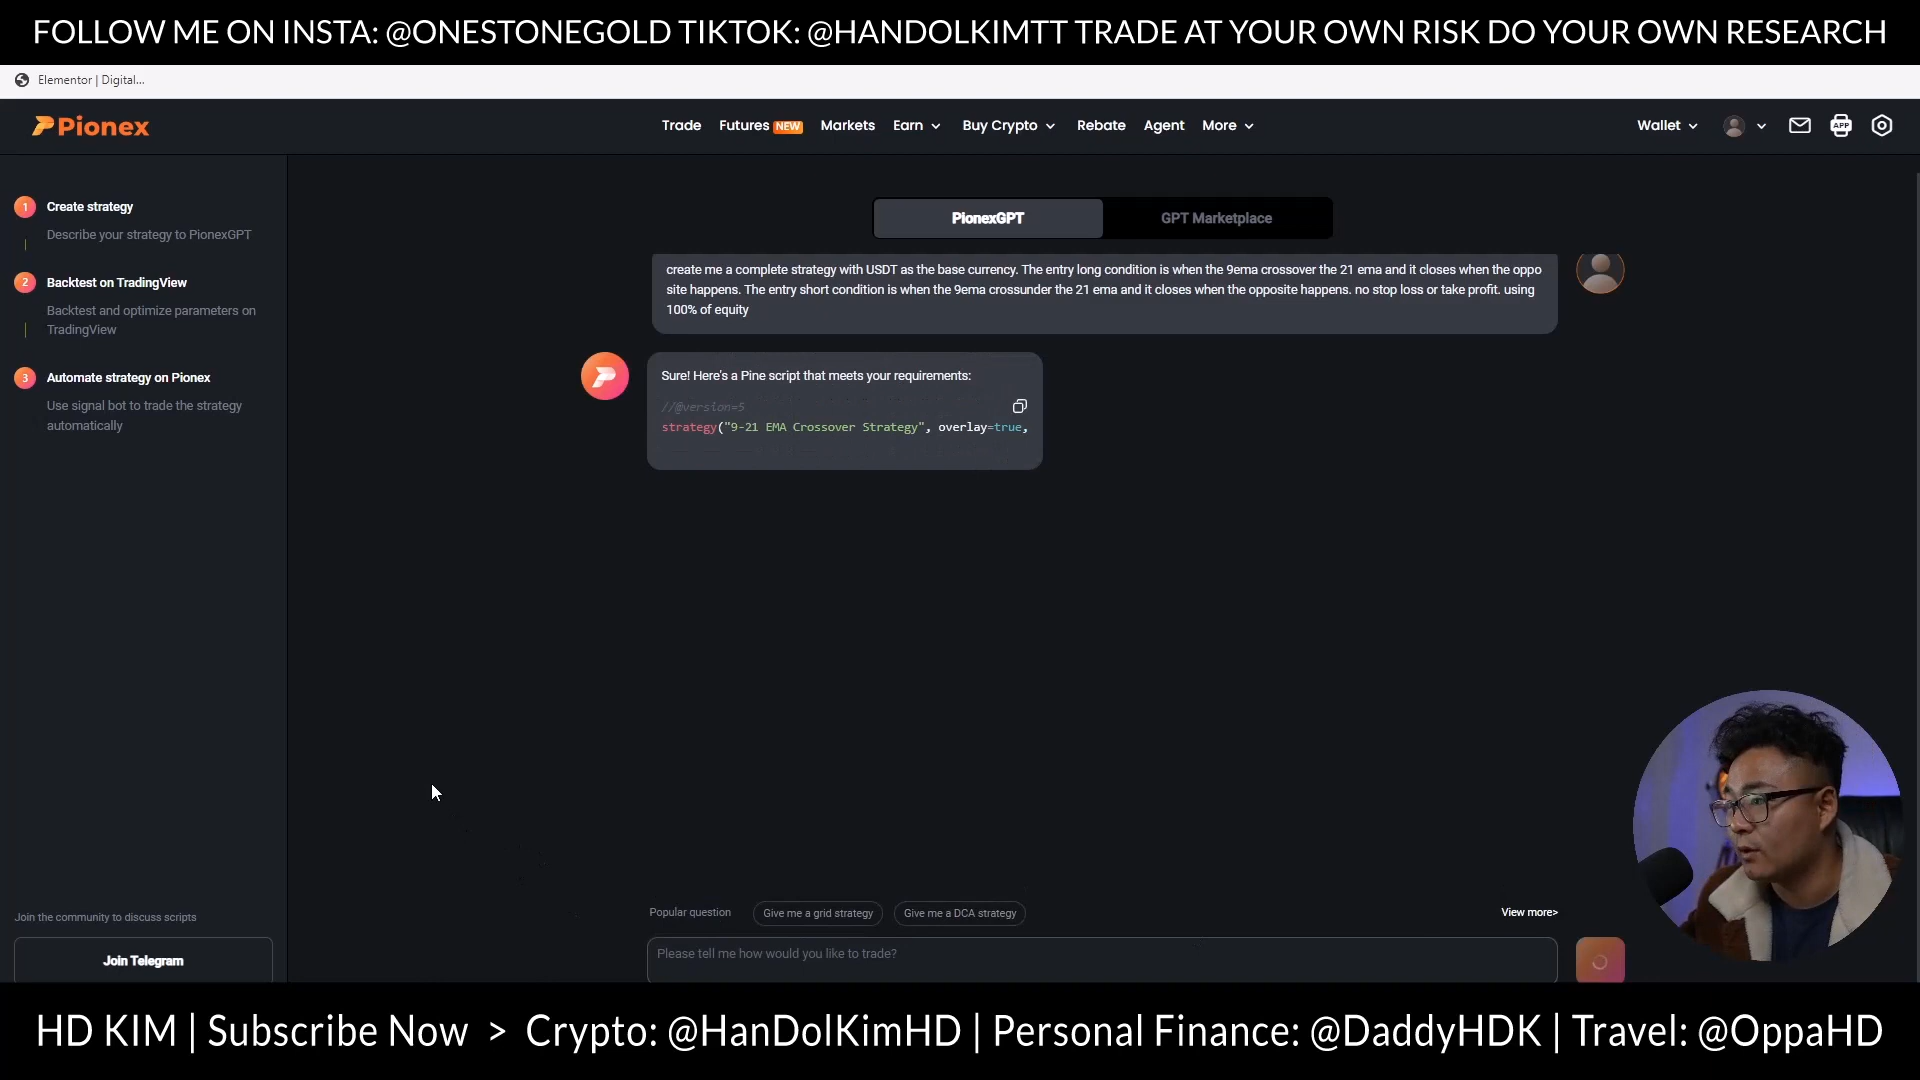 FOLLOW ME ON INSTA: @ONESTONEGOLD TIKTOK: @HANDOLKIMTT TRADE AT YOUR OWN RISK DO YOUR OWN RESEARCH
Elementor | Digital...
Pionex
Trade Futures NEW Markets Earn Buy Crypto Rebate Agent More Wallet APP
1 Create strategy
Describe your strategy to PionexGPT
2 Backtest on TradingView
Backtest and optimize parameters on
TradingView
3 Automate strategy on Pionex
Use signal bot to trade the strategy
automatically
PionexGPT GPT Marketplace
create me a complete strategy with USDT as the base currency. The entry long condition is when the 9ema crossover the 21 ema and it closes when the oppo
site happens. The entry short condition is when the 9ema crossunder the 21 ema and it closes when the opposite happens. no stop loss or take profit. using
100% of equity
Sure! Here's a Pine script that meets your requirements:
//@version=5
strategy("9-21 EMA Crossover Strategy", overlay=true,
Join the community to discuss scripts
Join Telegram
Popular question Give me a grid strategy Give me a DCA strategy View more>
Please tell me how would you like to trade?
HD KIM | Subscribe Now > Crypto: @HanDolKimHD | Personal Finance: @DaddyHDK | Travel: @OppaHD